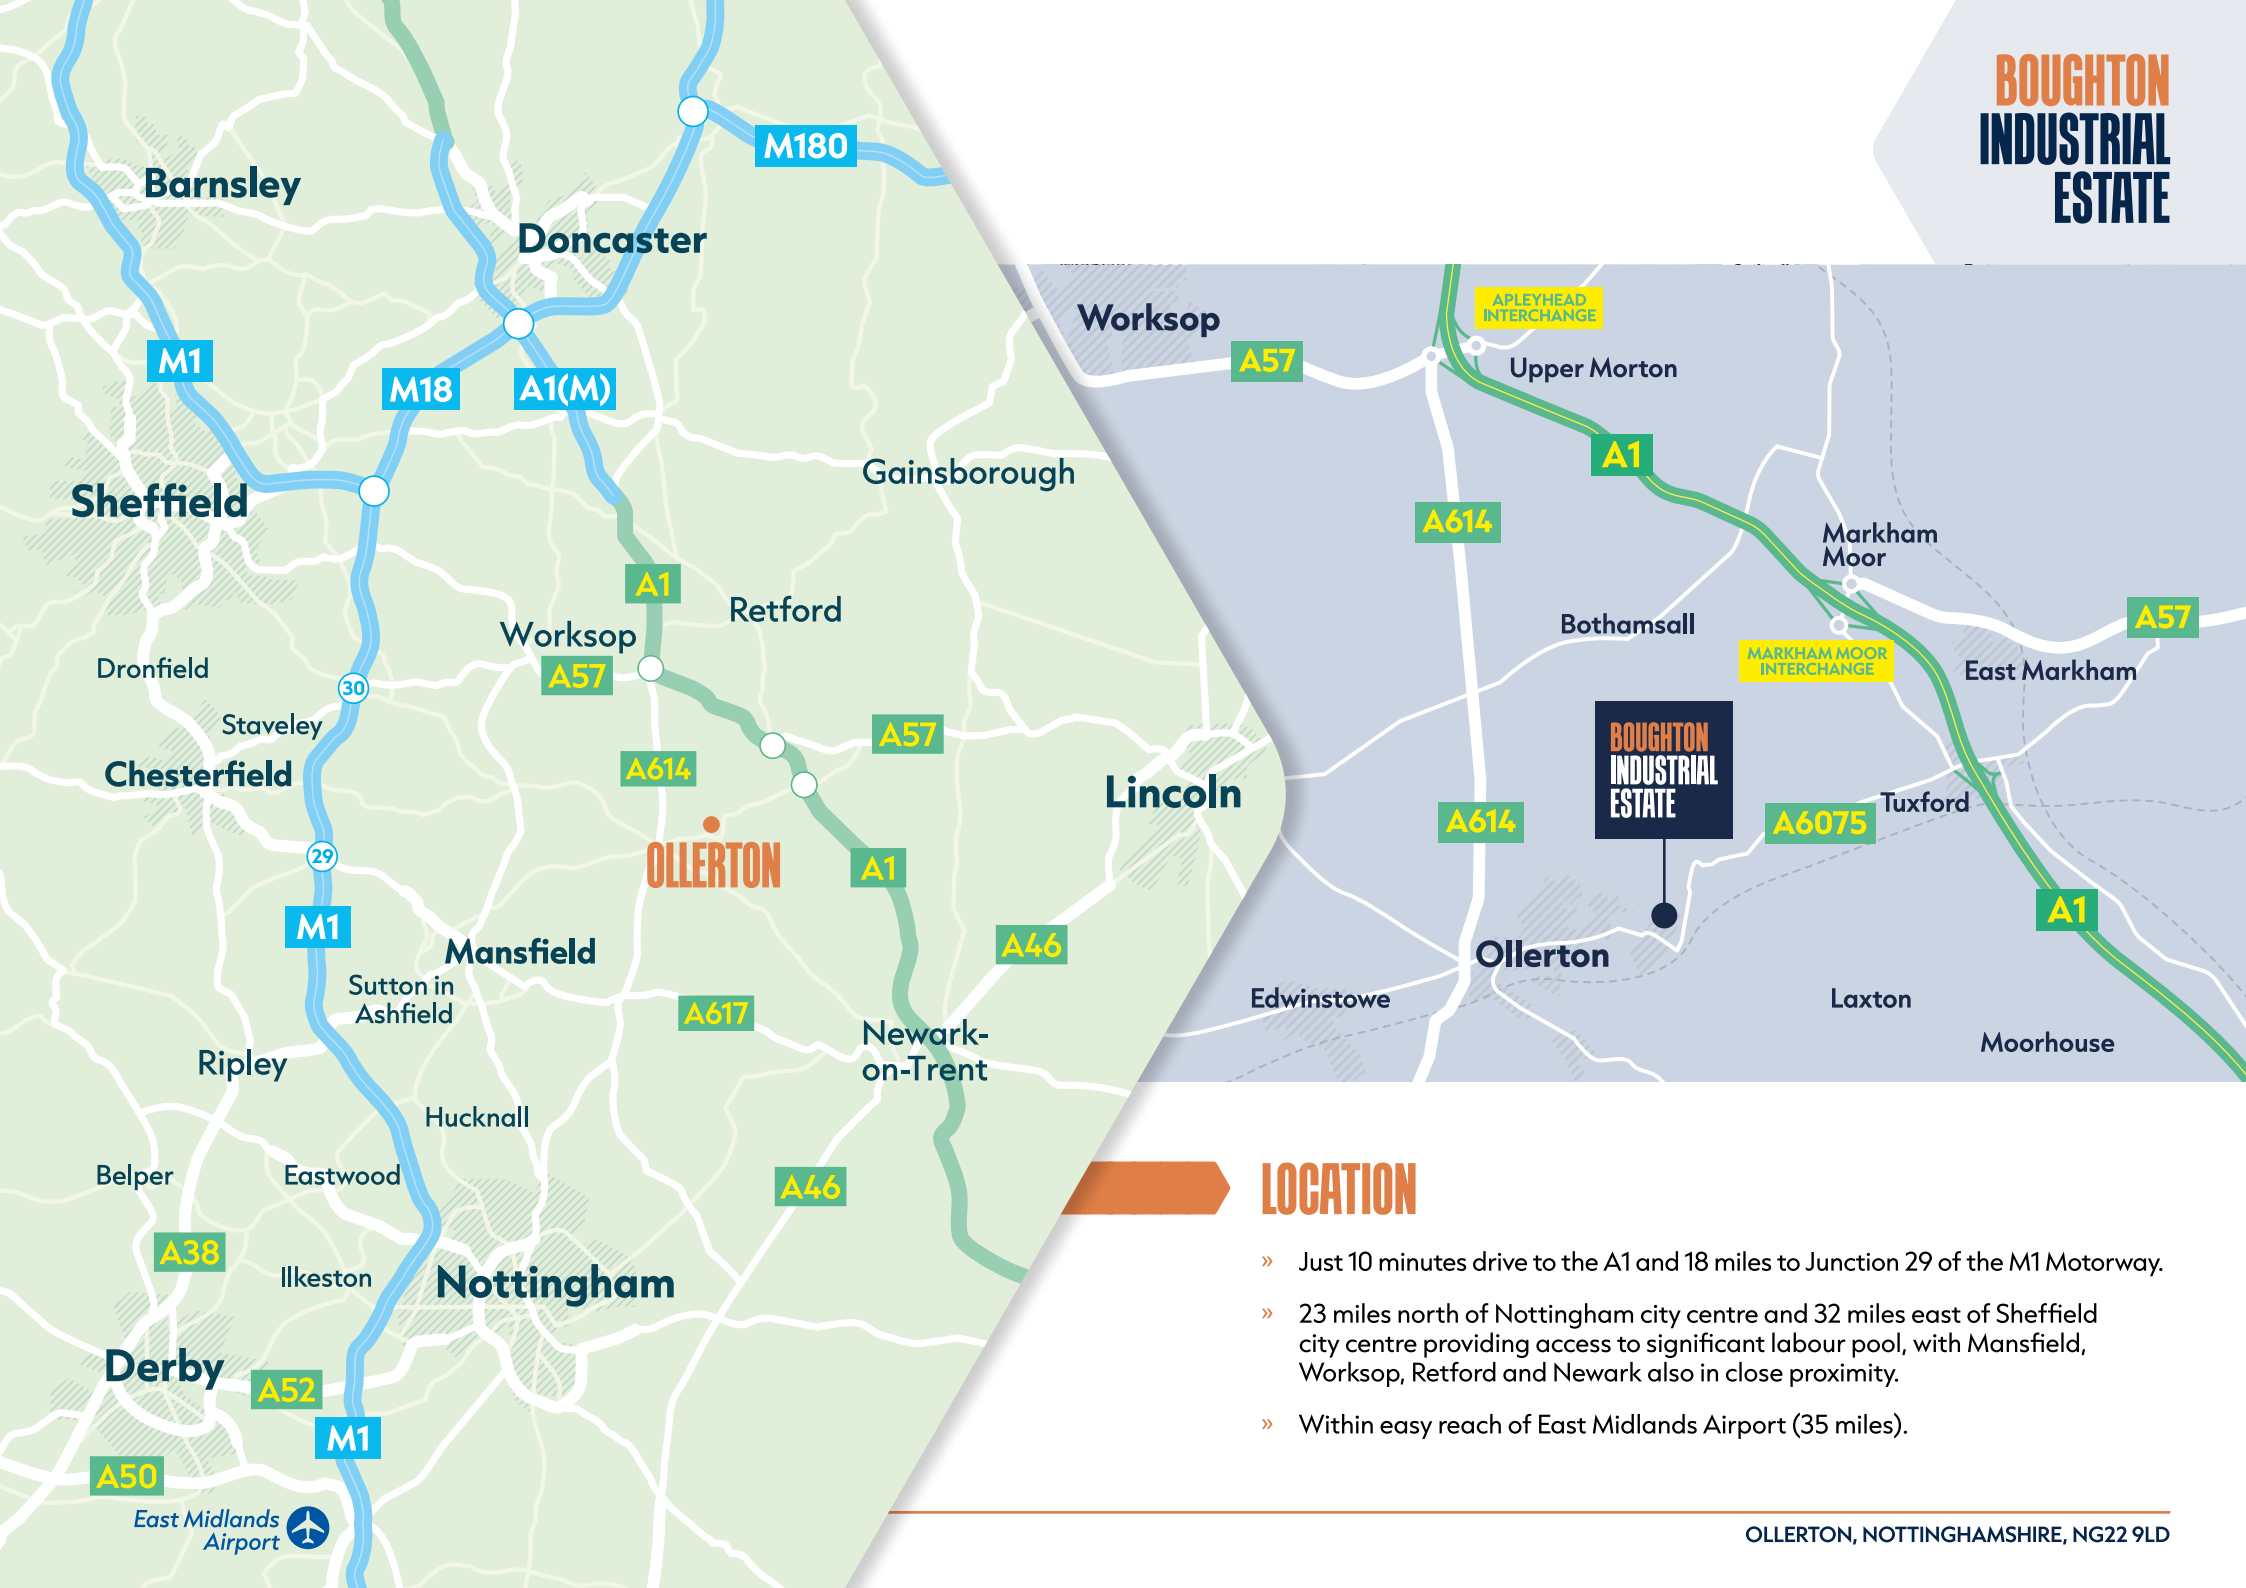 BOUGHTON
INDUSTRIAL
ESTATE
M180
Barnsley
Doncaster
M1
M18
A1(M)
Gainsborough
Sheffield
A1
Retford
Worksop
A57
Dronfield
30
Staveley
A57
Chesterfield
A614
Lincoln
OLLERTON
29
A1
M1
A46
Mansfield
Sutton in
Ashfield
A617
Newark-
on-Trent
Ripley
Hucknall
Belper
Eastwood
A46
A38
Ilkeston
Nottingham
Derby
A52
M1
A50
East Midlands
Airport
Worksop
APLEYHEAD
INTERCHANGE
A57
Upper Morton
A1
A614
Markham
Moor
Bothamsall
A57
MARKHAM MOOR
INTERCHANGE
East Markham
BOUGHTON
INDUSTRIAL
ESTATE
A614
A6075
Tuxford
A1
Ollerton
Edwinstowe
Laxton
Moorhouse
LOCATION
» Just 10 minutes drive to the A1 and 18 miles to Junction 29 of the M1 Motorway.
» 23 miles north of Nottingham city centre and 32 miles east of Sheffield
city centre providing access to significant labour pool, with Mansfield,
Worksop, Retford and Newark also in close proximity.
» Within easy reach of East Midlands Airport (35 miles).
OLLERTON, NOTTINGHAMSHIRE, NG22 9LD